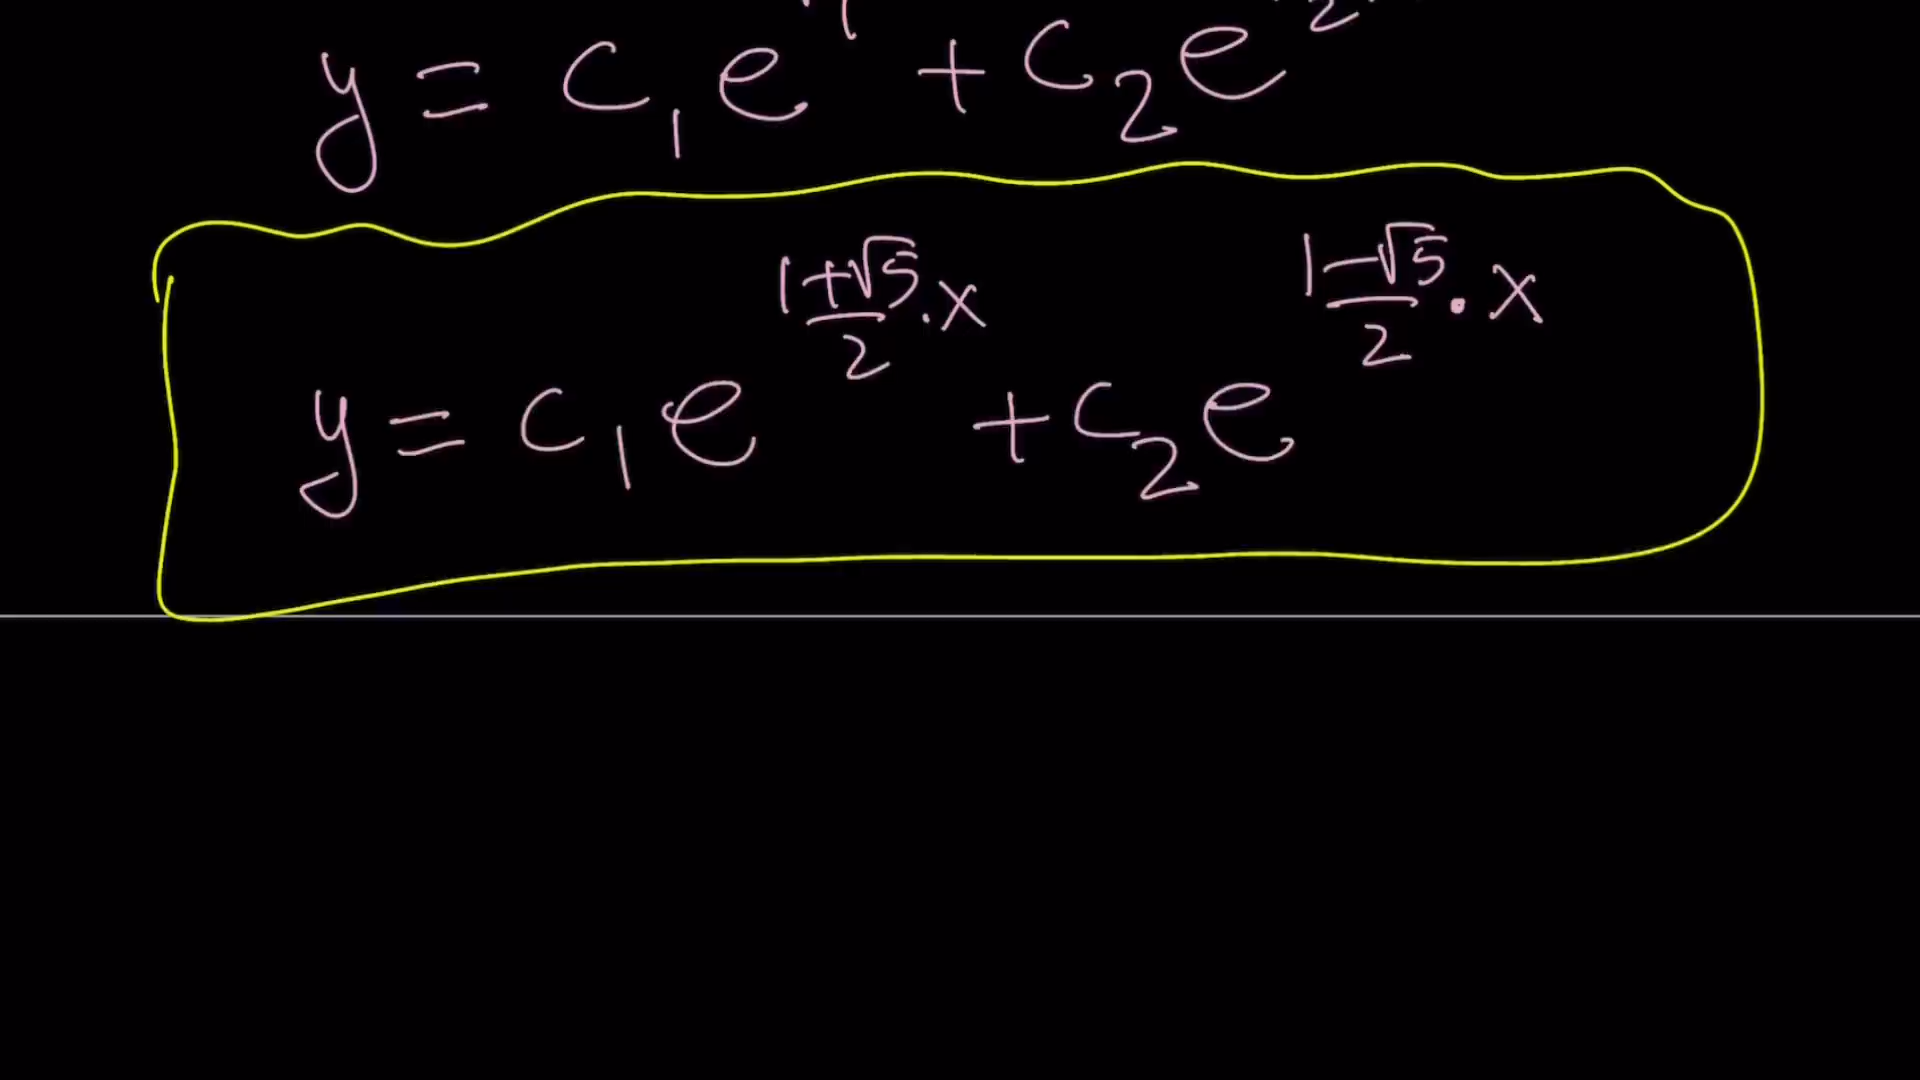 y = c₁e + c₂e
y = c₁e^((1+√5)/2 · x) + c₂e^((1−√5)/2 · x)